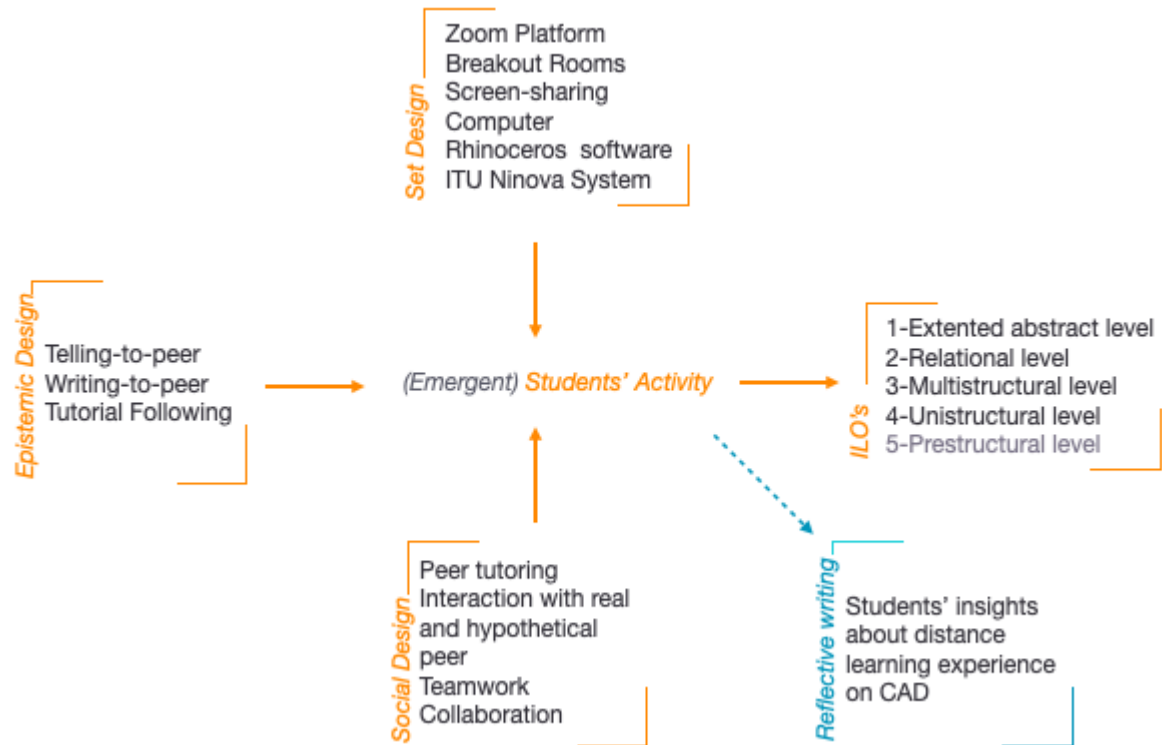 Set Design
Zoom Platform
Breakout Rooms
Screen-sharing
Computer
Rhinoceros software
ITU Ninova System
Epistemic Design
Telling-to-peer
Writing-to-peer
Tutorial Following
(Emergent) Students' Activity
ILO's
1-Extented abstract level
2-Relational level
3-Multistructural level
4-Unistructural level
5-Prestructural level
Social Design
Peer tutoring
Interaction with real
and hypothetical
peer
Teamwork
Collaboration
Reflective writing
Students' insights
about distance
learning experience
on CAD